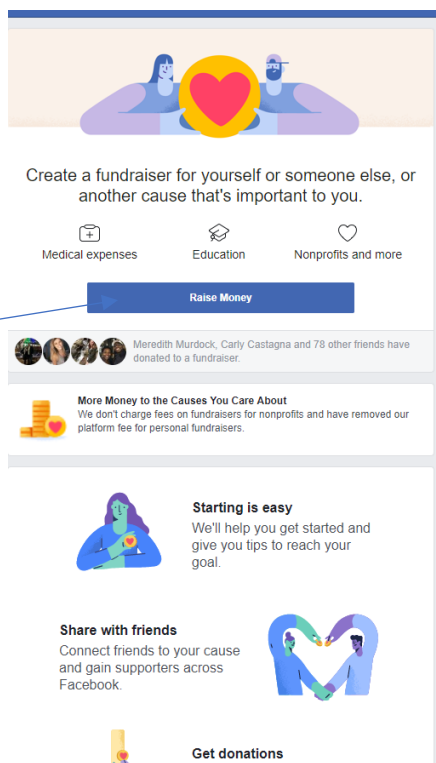 Create a fundraiser for yourself or someone else, or
another cause that's important to you.
Medical expenses
Education
Nonprofits and more
Raise Money
Meredith Murdock, Carly Castagna and 78 other friends have
donated to a fundraiser.
More Money to the Causes You Care About
We don't charge fees on fundraisers for nonprofits and have removed our
platform fee for personal fundraisers.
Starting is easy
We'll help you get started and
give you tips to reach your
goal.
Share with friends
Connect friends to your cause
and gain supporters across
Facebook.
Get donations